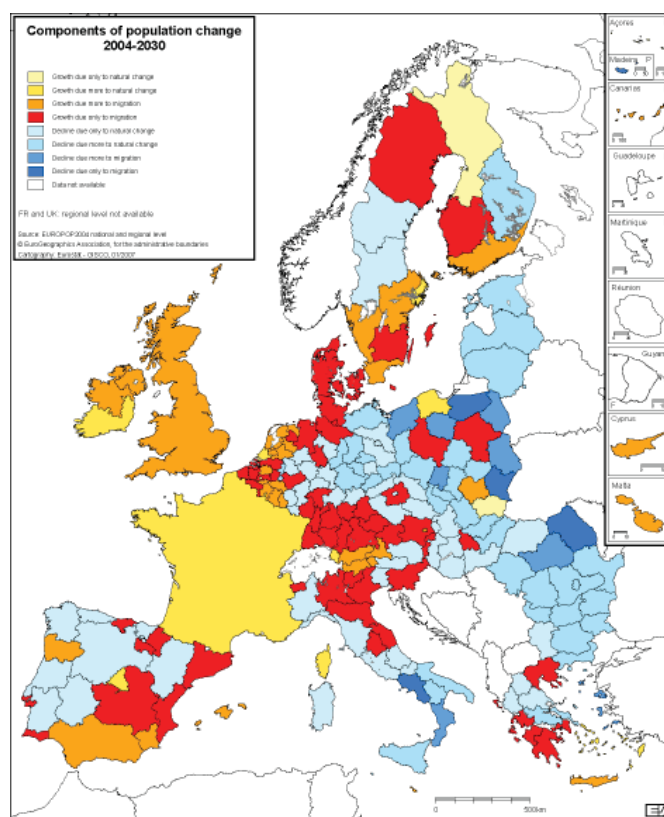 Components of population change
2004-2030
Growth due only to natural change
Growth due more to natural change
Growth due more to migration
Growth due only to migration
Decline due only to natural change
Decline due more to natural change
Decline due more to migration
Decline due only to migration
Data not available
FR and UK: regional level not available
Source: EUROPOP2004 national and regional level
© EuroGeographics Association, for the administrative boundaries
Cartography: Eurostat - GISCO, 01/2007
Açores
Madeira P
Canarias
Guadeloupe
Martinique
Réunion
Guyan
F
Cyprus
Malta
0 500km